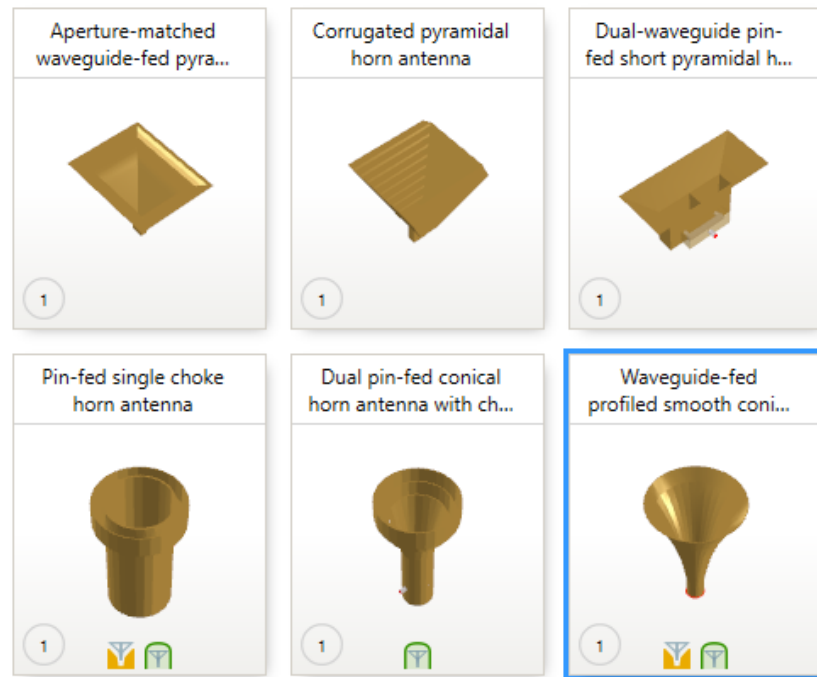 Aperture-matched
waveguide-fed pyra...
Corrugated pyramidal
horn antenna
Dual-waveguide pin-
fed short pyramidal h...
1
1
1
Pin-fed single choke
horn antenna
Dual pin-fed conical
horn antenna with ch...
Waveguide-fed
profiled smooth coni...
1
1
1